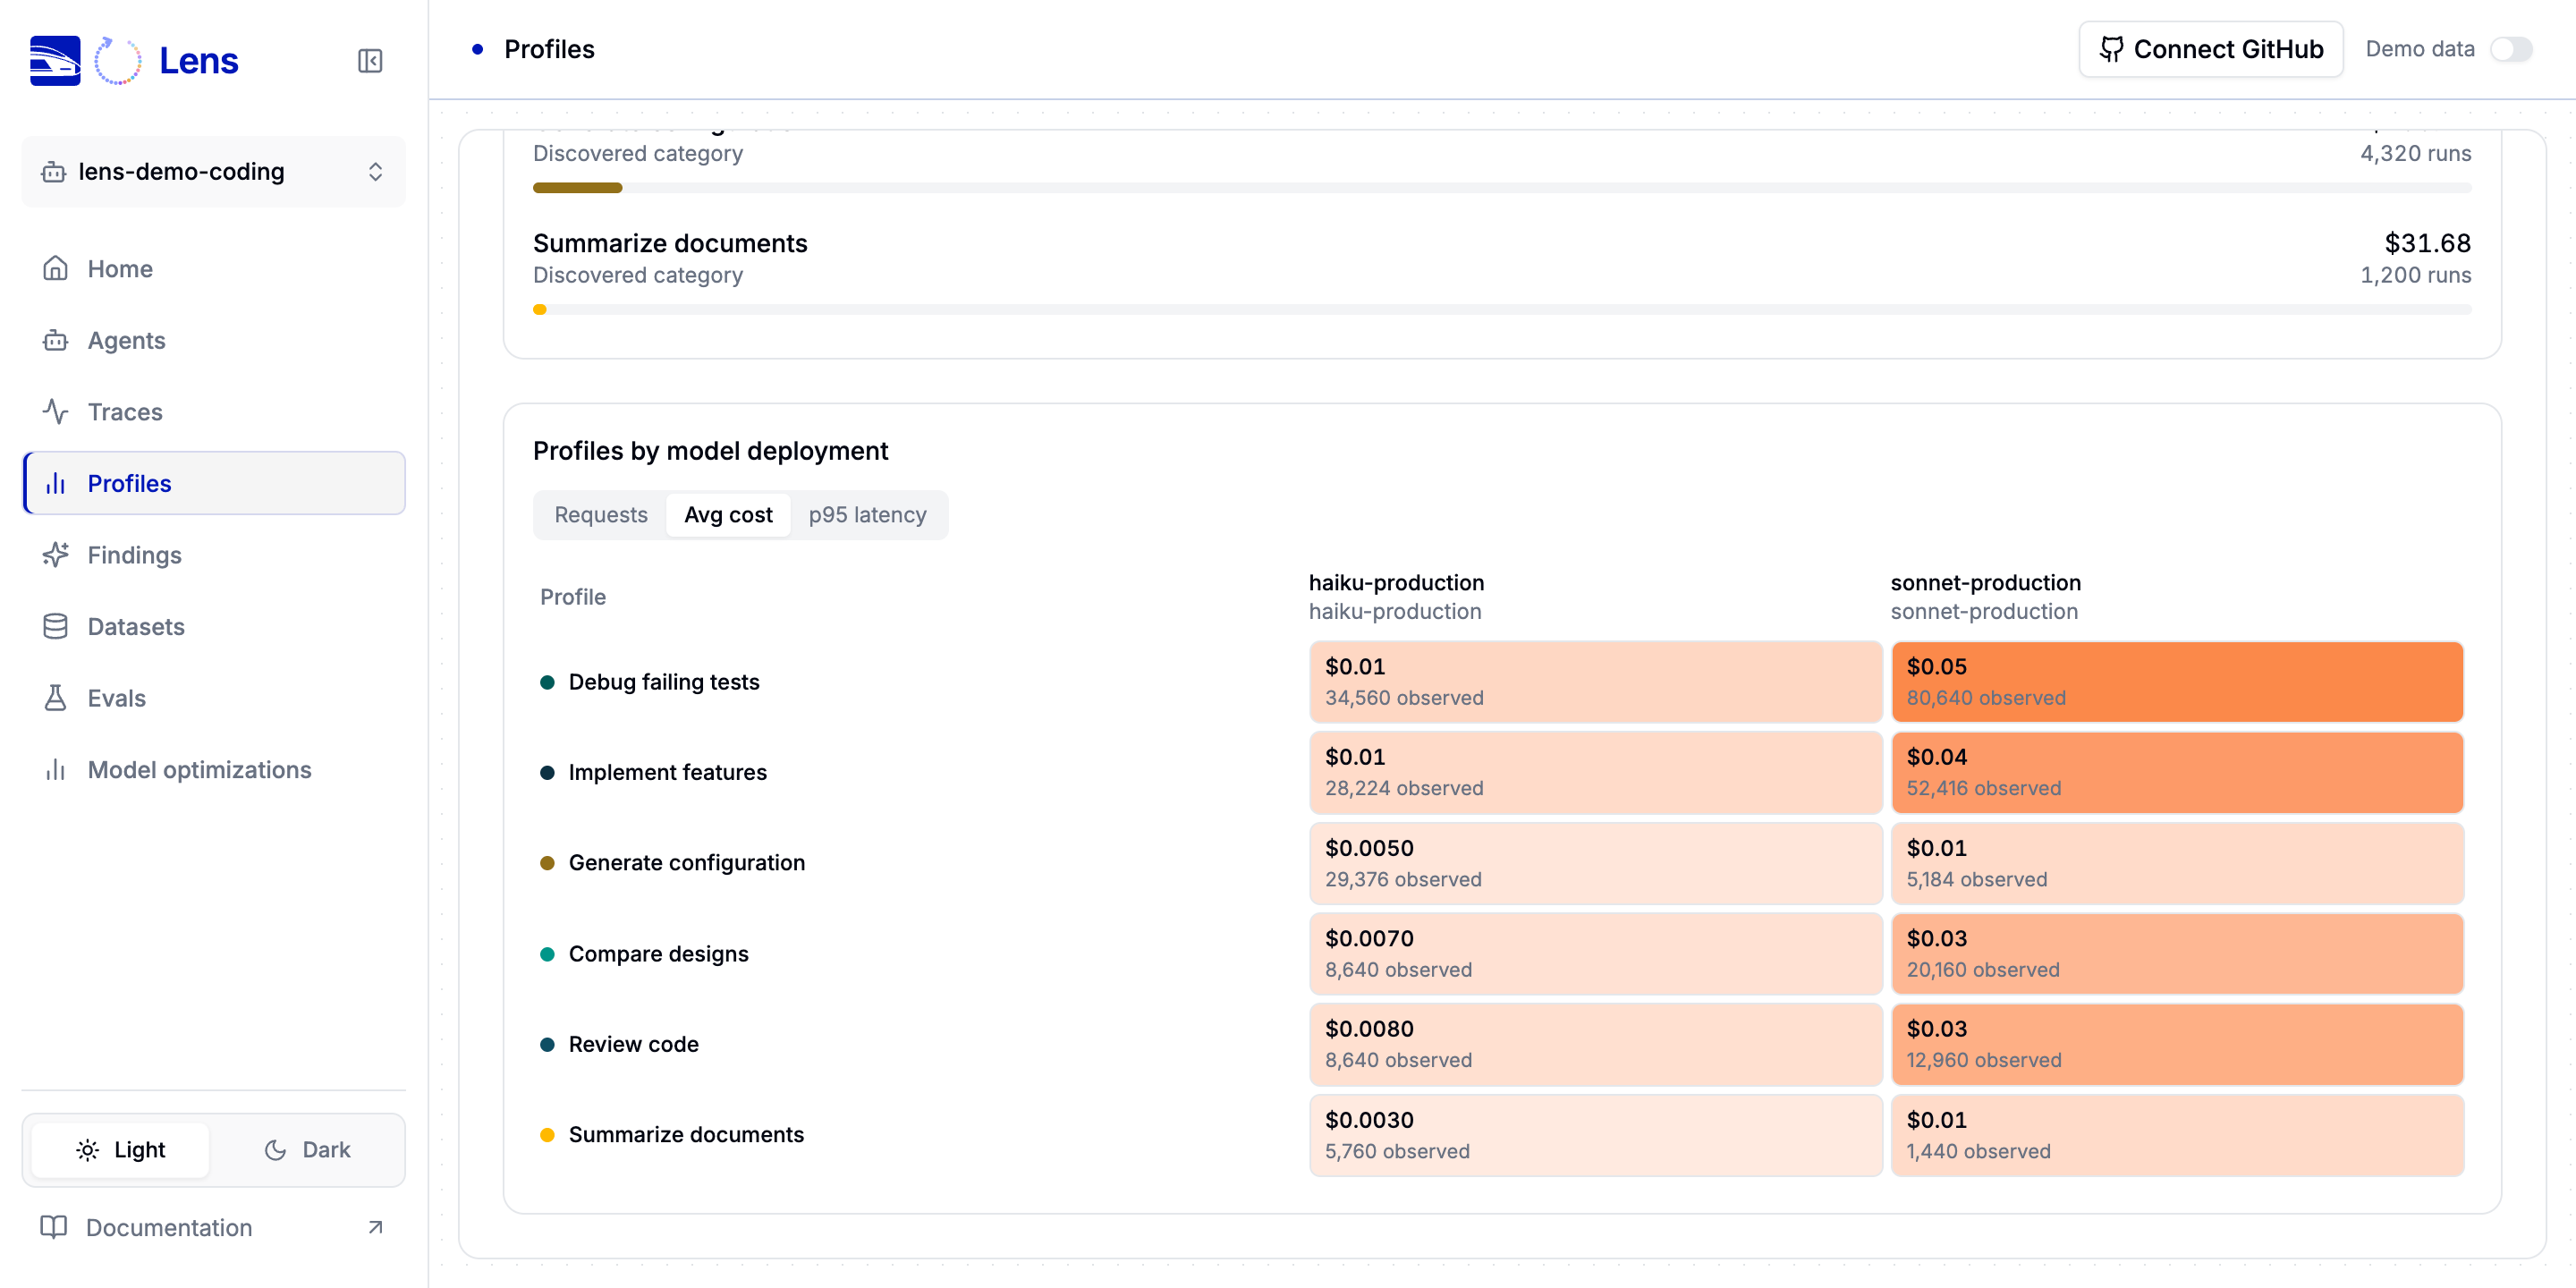 Lens
lens-demo-coding
Home
Agents
Traces
Profiles
Findings
Datasets
Evals
Model optimizations
Light
Dark
Documentation
Profiles
Connect GitHub
Demo data
Discovered category
4,320 runs
Summarize documents
$31.68
Discovered category
1,200 runs
Profiles by model deployment
Requests
Avg cost
p95 latency
Profile
haiku-production
haiku-production
sonnet-production
sonnet-production
Debug failing tests
$0.01
34,560 observed
$0.05
80,640 observed
Implement features
$0.01
28,224 observed
$0.04
52,416 observed
Generate configuration
$0.0050
29,376 observed
$0.01
5,184 observed
Compare designs
$0.0070
8,640 observed
$0.03
20,160 observed
Review code
$0.0080
8,640 observed
$0.03
12,960 observed
Summarize documents
$0.0030
5,760 observed
$0.01
1,440 observed